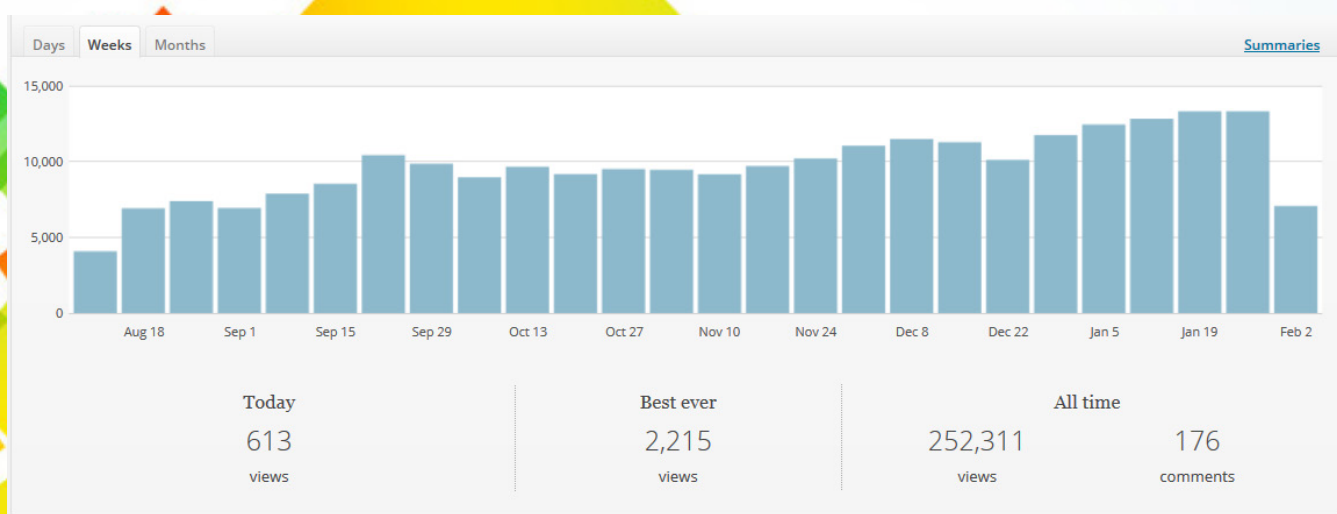 Days Weeks Months Summaries
15,000
10,000
5,000
0
Aug 18 Sep 1 Sep 15 Sep 29 Oct 13 Oct 27 Nov 10 Nov 24 Dec 8 Dec 22 Jan 5 Jan 19 Feb 2
Today Best ever All time
613 2,215 252,311 176
views views views comments